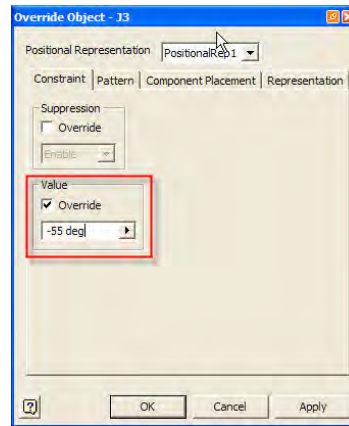 Override Object - J3
Positional Representation PositionalRep1
Constraint Pattern Component Placement Representation
Suppression
Override
Enable
Value
Override
-55 deg
? OK Cancel Apply